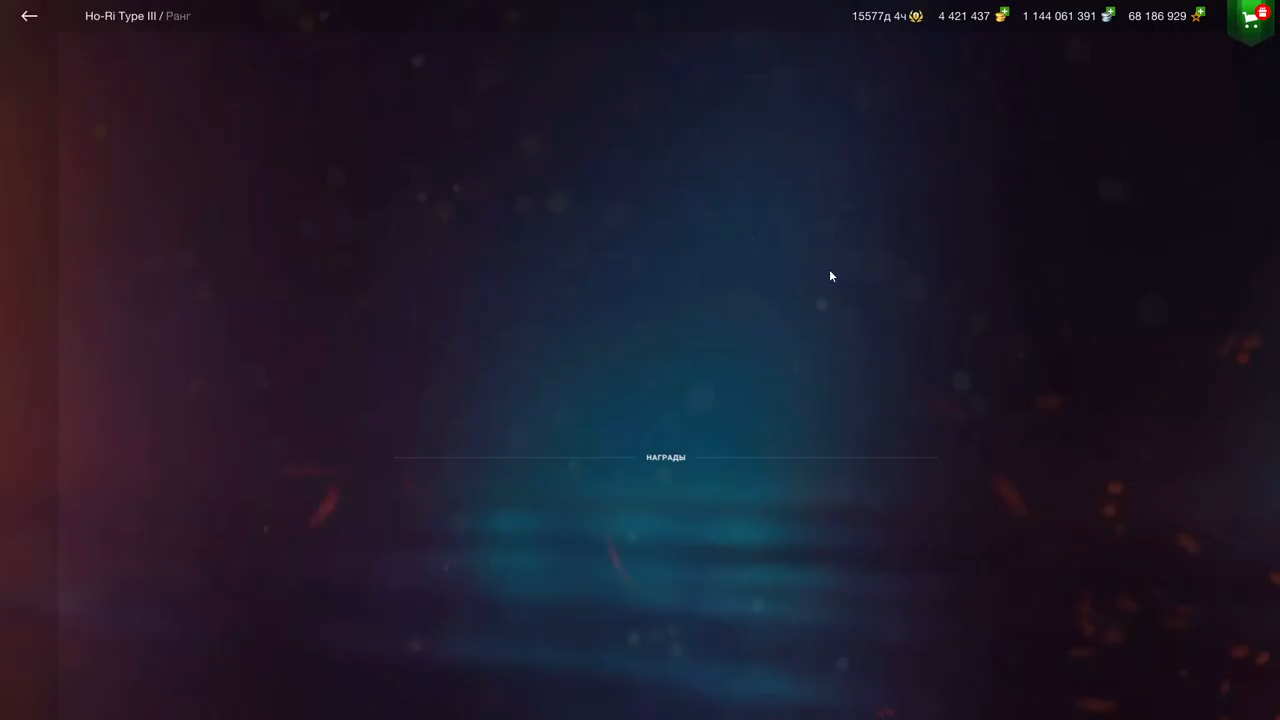 Ho-Ri Type III / Ранг
15577д 4ч 4 421 437 1 144 061 391 68 186 929
НАГРАДЫ